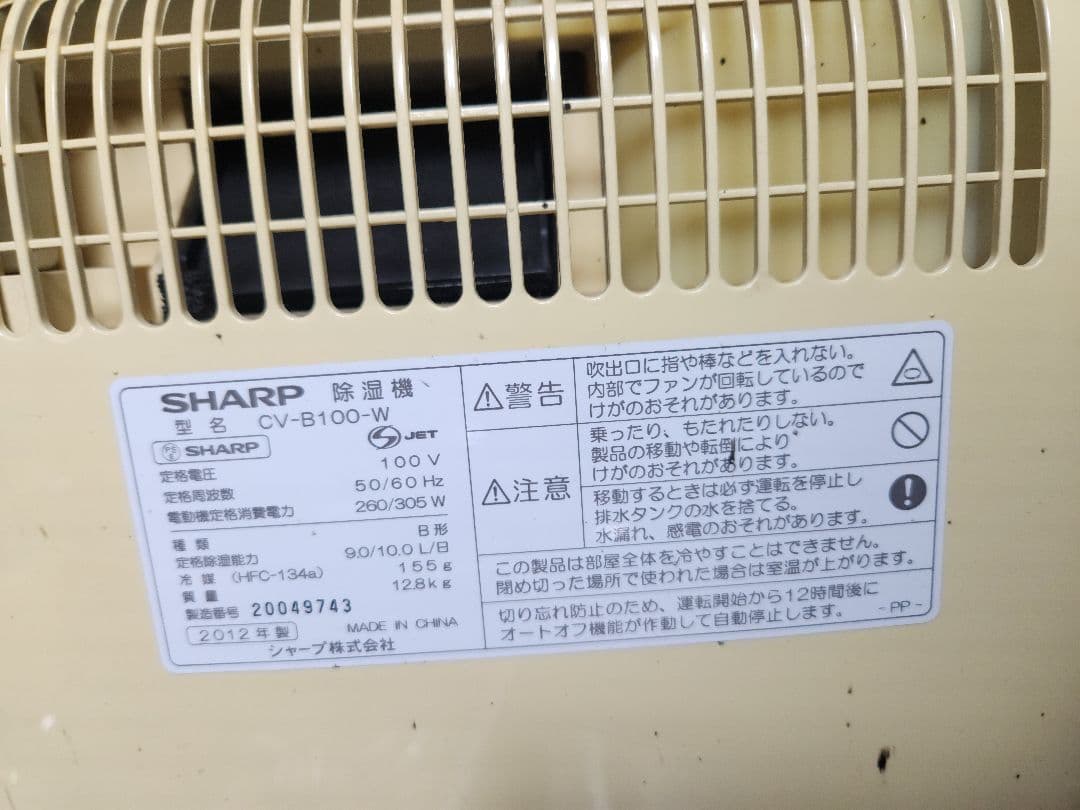 SHARP 除湿機
型名 CV-B100-W
SHARP JET
定格電圧 100V
定格周波数 50/60Hz
電動機定格消費電力 260/305W
種類 B形
定格除湿能力 9.0/10.0L/日
冷媒 (HFC-134a) 155g
質量 12.8kg
製造番号 20049743
2012年製 MADE IN CHINA
シャープ株式会社
警告
吹出口に指や棒などを入れない。
内部でファンが回転しているので
けがのおそれがあります。
注意
乗ったり、もたれたりしない。
製品の移動や転倒により
けがのおそれがあります。
移動するときは必ず運転を停止し
排水タンクの水を捨てる。
水漏れ、感電のおそれがあります。
この製品は部屋全体を冷やすことはできません。
閉め切った場所で使われた場合は室温が上がります。
切り忘れ防止のため、運転開始から12時間後に
オートオフ機能が作動して自動停止します。 -PP-